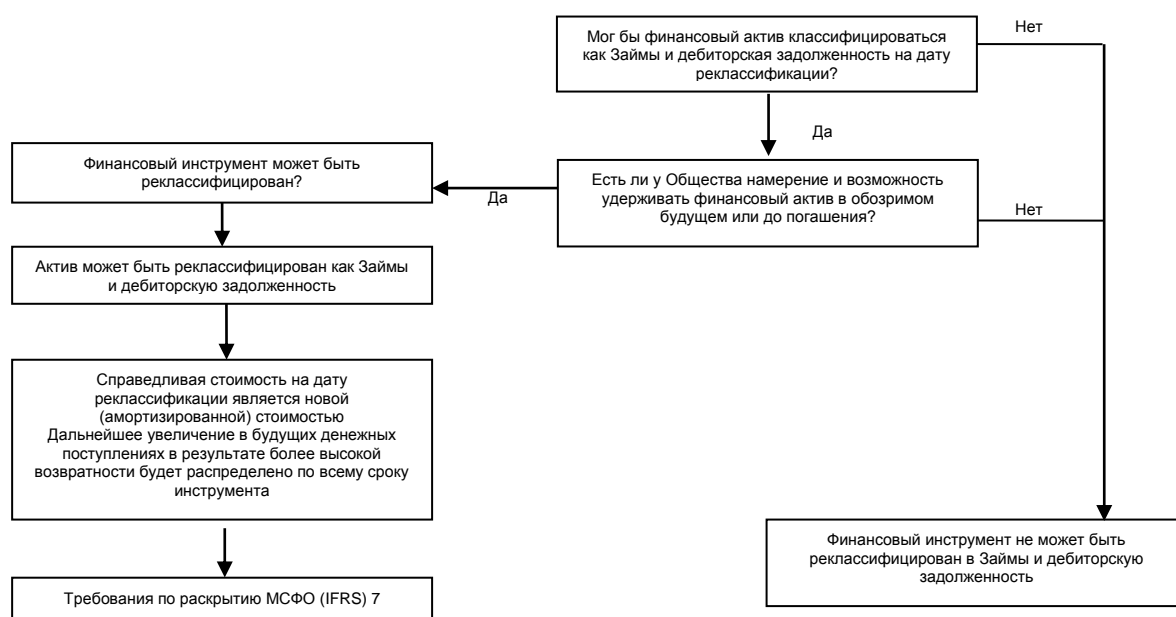 Мог бы финансовый актив классифицироваться
как Займы и дебиторская задолженность на дату
реклассификации?
Нет
Да
Есть ли у Общества намерение и возможность
удерживать финансовый актив в обозримом
будущем или до погашения?
Нет
Да
Финансовый инструмент может быть
реклассифицирован?
Актив может быть реклассифицирован как Займы
и дебиторскую задолженность
Справедливая стоимость на дату
реклассификации является новой
(амортизированной) стоимостью
Дальнейшее увеличение в будущих денежных
поступлениях в результате более высокой
возвратности будет распределено по всему сроку
инструмента
Требования по раскрытию МСФО (IFRS) 7
Финансовый инструмент не может быть
реклассифицирован в Займы и дебиторскую
задолженность